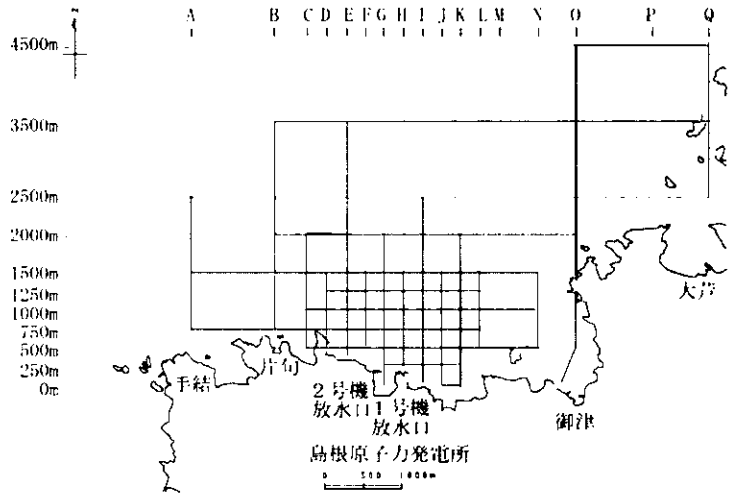 A B C D E F G H I J K L M N O P Q
4500m
3500m
2500m
2000m
1500m
1250m
1000m
750m
500m
250m
0m
大芦
手結
片句
2号機
放水口
1号機
放水口
御津
島根原子力発電所
0 500 1000m